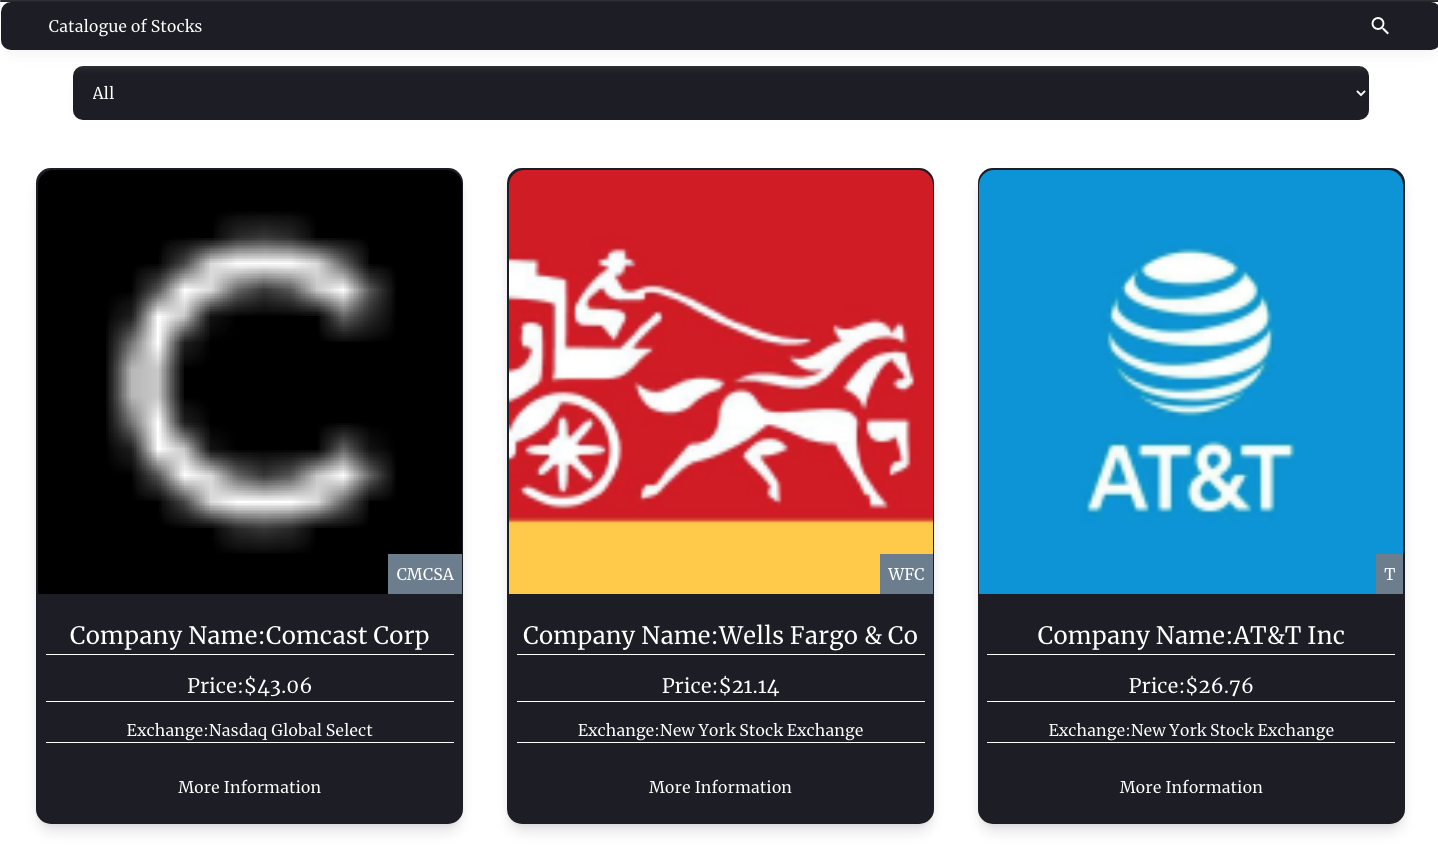 Catalogue of Stocks
All
C
CMCSA
Company Name:Comcast Corp
Price:$43.06
Exchange:Nasdaq Global Select
More Information
WFC
Company Name:Wells Fargo & Co
Price:$21.14
Exchange:New York Stock Exchange
More Information
AT&T
T
Company Name:AT&T Inc
Price:$26.76
Exchange:New York Stock Exchange
More Information